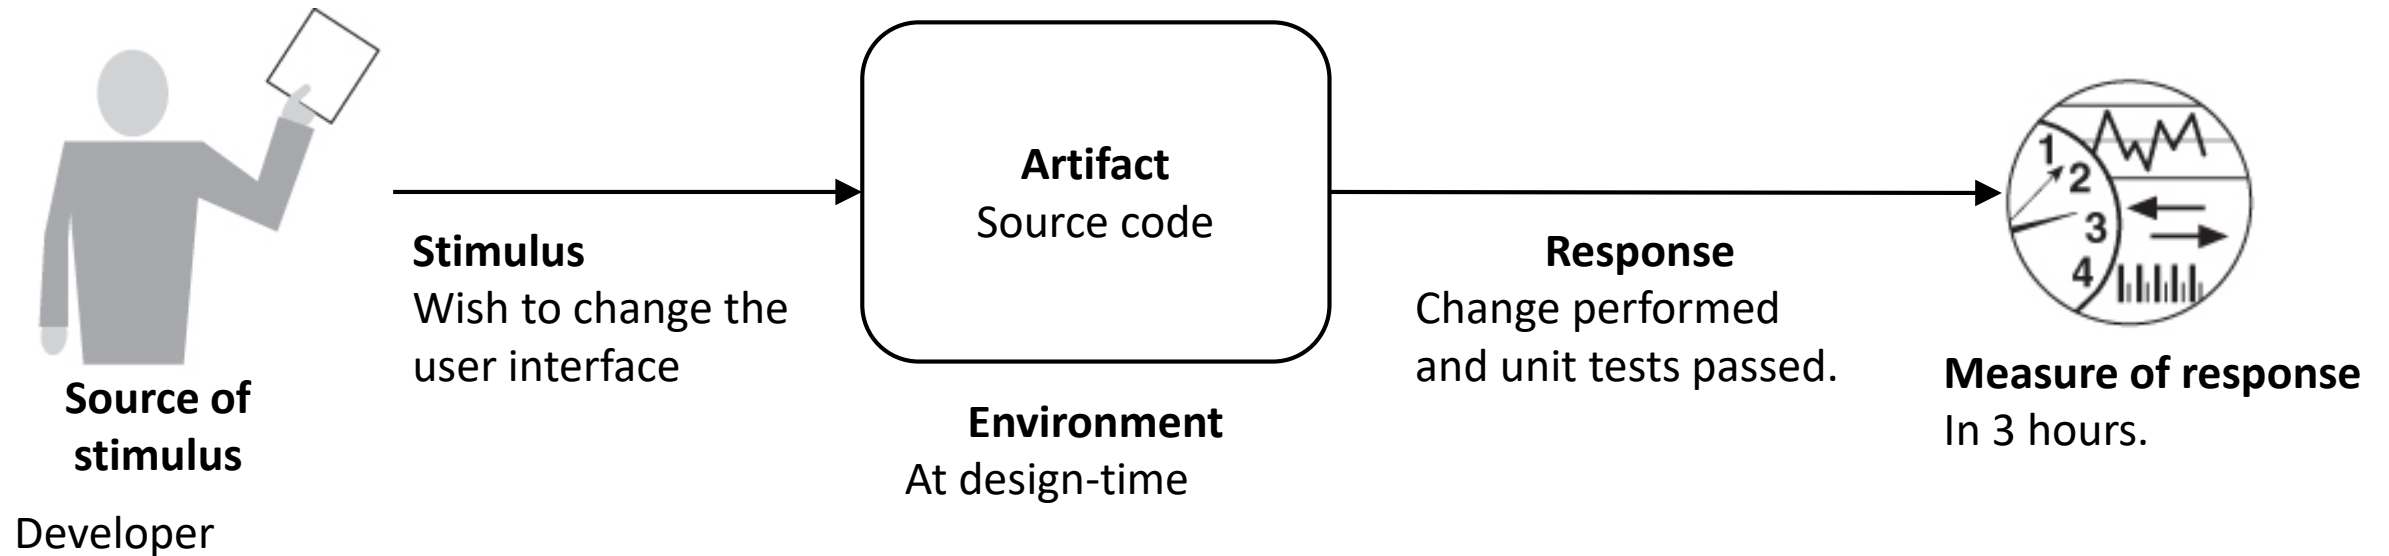 Source of
stimulus
Developer
Stimulus
Wish to change the
user interface
Artifact
Source code
Environment
At design-time
Response
Change performed
and unit tests passed.
1
2
3
4
Measure of response
In 3 hours.